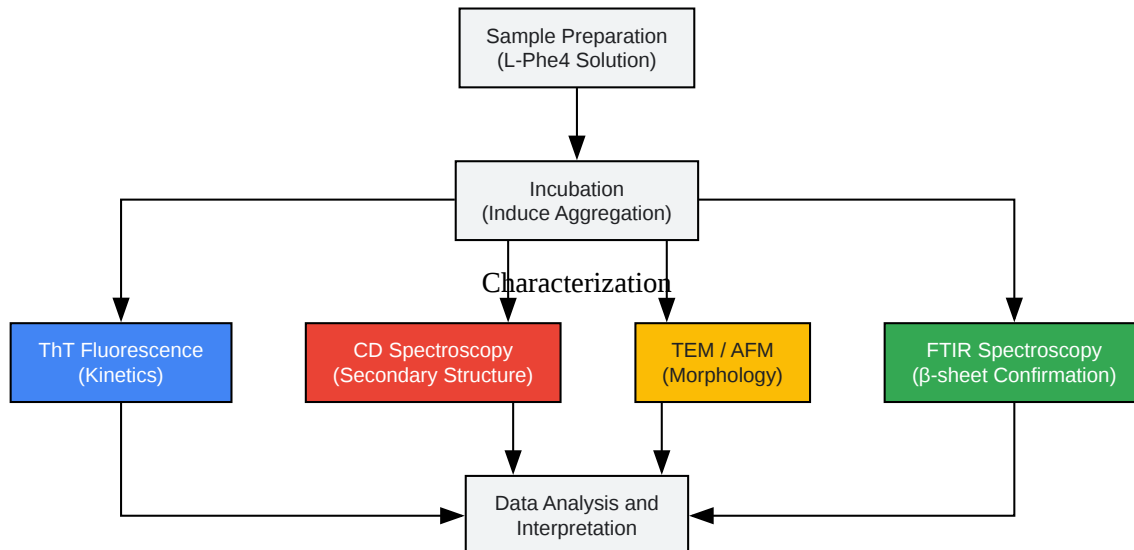 Sample Preparation
(L-Phe4 Solution)
Incubation
(Induce Aggregation)
Characterization
ThT Fluorescence
(Kinetics)
CD Spectroscopy
(Secondary Structure)
TEM / AFM
(Morphology)
FTIR Spectroscopy
(β-sheet Confirmation)
Data Analysis and
Interpretation